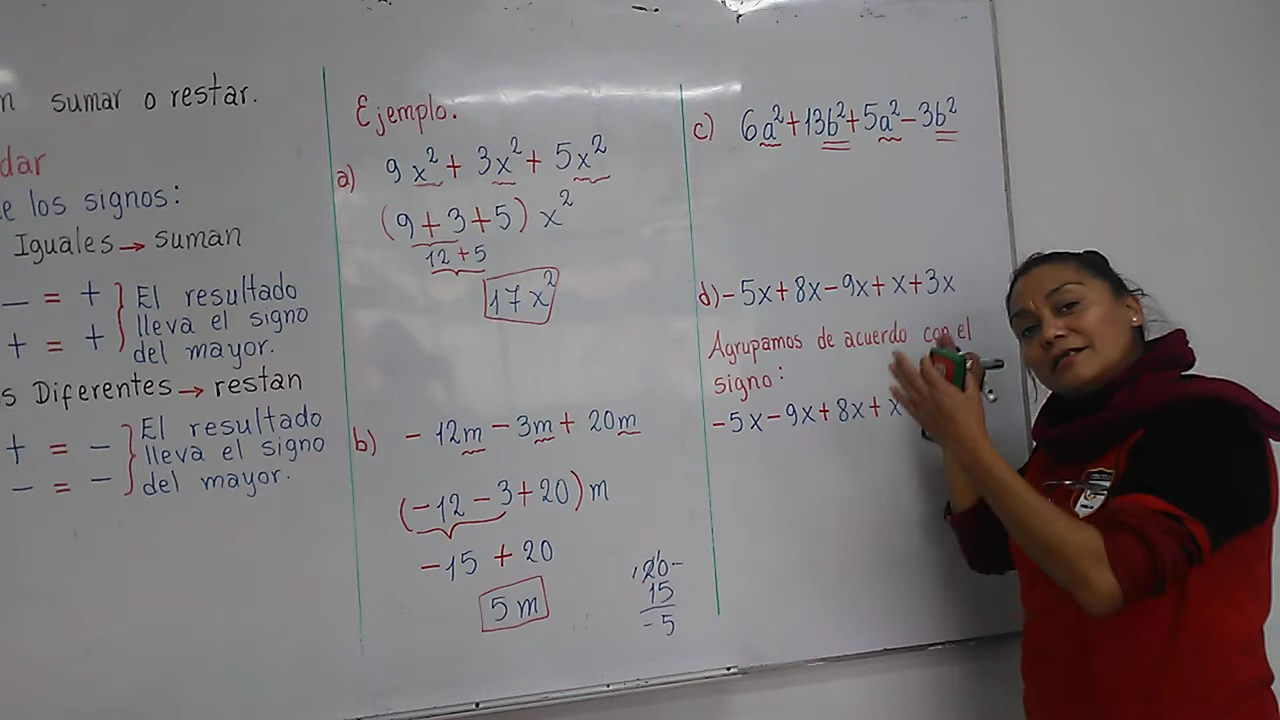 sumar o restar.
dar
e los signos:
Iguales → suman
− = +
+ = +
El resultado
lleva el signo
del mayor.
s Diferentes → restan
+ = −
− = −
El resultado
lleva el signo
del mayor.
Ejemplo.
a) 9x² + 3x² + 5x²
(9 + 3 + 5) x²
12 + 5
17x²
b) - 12m - 3m + 20m
(- 12 - 3 + 20) m
- 15 + 20
5m
20-
15
- 5
c) 6a² + 13b² + 5a² - 3b²
d) - 5x + 8x - 9x + x + 3x
Agrupamos de acuerdo con el
signo:
- 5x - 9x + 8x + x